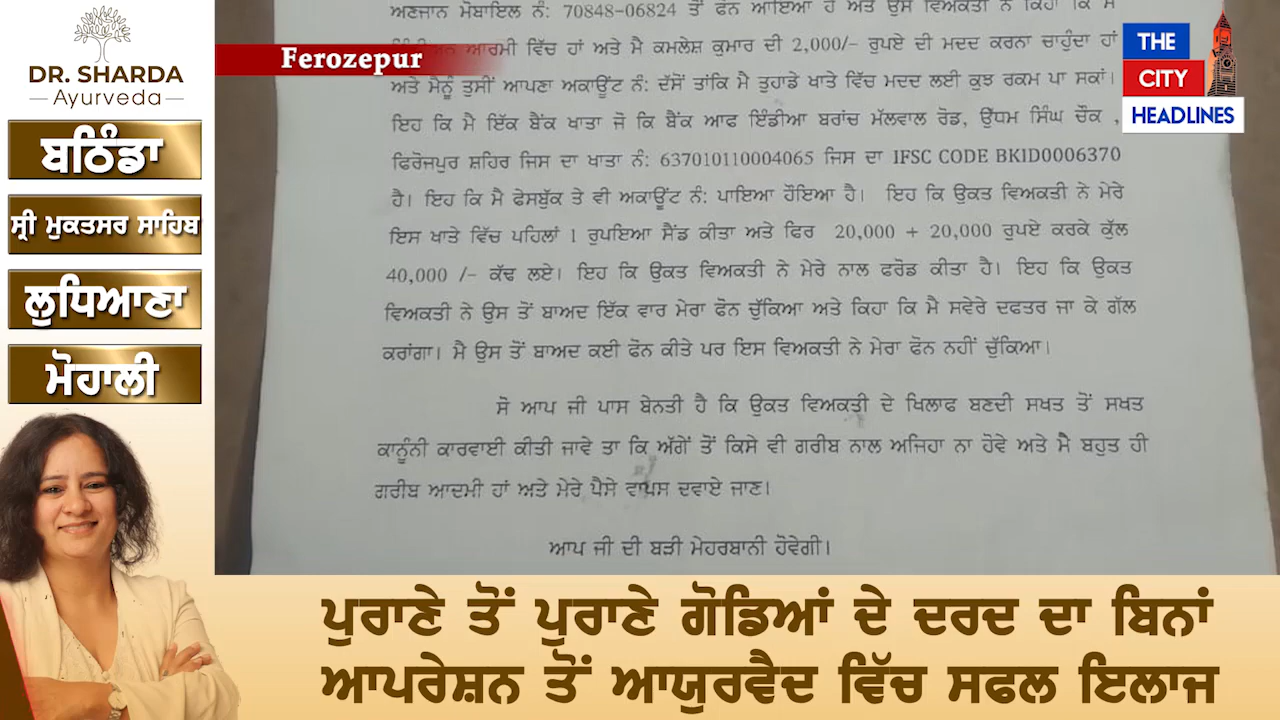 DR. SHARDA
Ayurveda
ਬਠਿੰਡਾ
ਸ੍ਰੀ ਮੁਕਤਸਰ ਸਾਹਿਬ
ਲੁਧਿਆਣਾ
ਮੋਹਾਲੀ
Ferozepur
THE
CITY
HEADLINES
ਅਣਜਾਨ ਮੋਬਾਇਲ ਨੰ: 70848-06824 ਤੋਂ ਫੋਨ ਆਇਆ ਹੈ ਅਤੇ ਉਸ ਵਿਅਕਤੀ ਨੇ ਕਿਹਾ ਕਿ ਮੈਂ
ਆਰਮੀ ਵਿੱਚ ਹਾਂ ਅਤੇ ਮੈ ਕਮਲੇਸ਼ ਕੁਮਾਰ ਦੀ 2,000/- ਰੁਪਏ ਦੀ ਮਦਦ ਕਰਨਾ ਚਾਹੁੰਦਾ ਹਾਂ
ਅਤੇ ਮੈਨੂੰ ਤੁਸੀਂ ਆਪਣਾ ਅਕਾਊਂਟ ਨੰ: ਦੱਸੋਂ ਤਾਂਕਿ ਮੈ ਤੁਹਾਡੇ ਖਾਤੇ ਵਿੱਚ ਮਦਦ ਲਈ ਕੁਝ ਰਕਮ ਪਾ ਸਕਾਂ।
ਇਹ ਕਿ ਮੈ ਇੱਕ ਬੈਂਕ ਖਾਤਾ ਜੋ ਕਿ ਬੈਂਕ ਆਫ ਇੰਡੀਆ ਬਰਾਂਚ ਮੱਲਵਾਲ ਰੋਡ, ਉੱਧਮ ਸਿੰਘ ਚੌਕ ,
ਫਿਰੋਜਪੁਰ ਸ਼ਹਿਰ ਜਿਸ ਦਾ ਖਾਤਾ ਨੰ: 637010110004065 ਜਿਸ ਦਾ IFSC CODE BKID0006370
ਹੈ। ਇਹ ਕਿ ਮੈ ਫੇਸਬੁੱਕ ਤੇ ਵੀ ਅਕਾਊਂਟ ਨੰ: ਪਾਇਆ ਹੋਇਆ ਹੈ। ਇਹ ਕਿ ਉਕਤ ਵਿਅਕਤੀ ਨੇ ਮੇਰੇ
ਇਸ ਖਾਤੇ ਵਿੱਚ ਪਹਿਲਾਂ 1 ਰੁਪਇਆ ਸੈਂਡ ਕੀਤਾ ਅਤੇ ਫਿਰ 20,000 + 20,000 ਰੁਪਏ ਕਰਕੇ ਕੁੱਲ
40,000 /- ਕੱਢ ਲਏ। ਇਹ ਕਿ ਉਕਤ ਵਿਅਕਤੀ ਨੇ ਮੇਰੇ ਨਾਲ ਫਰੋਡ ਕੀਤਾ ਹੈ। ਇਹ ਕਿ ਉਕਤ
ਵਿਅਕਤੀ ਨੇ ਉਸ ਤੋਂ ਬਾਅਦ ਇੱਕ ਵਾਰ ਮੇਰਾ ਫੋਨ ਚੁੱਕਿਆ ਅਤੇ ਕਿਹਾ ਕਿ ਮੈ ਸਵੇਰੇ ਦਫਤਰ ਜਾ ਕੇ ਗੱਲ
ਕਰਾਂਗਾ। ਮੈ ਉਸ ਤੋਂ ਬਾਅਦ ਕਈ ਫੋਨ ਕੀਤੇ ਪਰ ਇਸ ਵਿਅਕਤੀ ਨੇ ਮੇਰਾ ਫੋਨ ਨਹੀਂ ਚੁੱਕਿਆ।
ਸੋ ਆਪ ਜੀ ਪਾਸ ਬੇਨਤੀ ਹੈ ਕਿ ਉਕਤ ਵਿਅਕਤੀ ਦੇ ਖਿਲਾਫ ਬਣਦੀ ਸਖਤ ਤੋਂ ਸਖਤ
ਕਾਨੂੰਨੀ ਕਾਰਵਾਈ ਕੀਤੀ ਜਾਵੇ ਤਾ ਕਿ ਅੱਗੇਂ ਤੋਂ ਕਿਸੇ ਵੀ ਗਰੀਬ ਨਾਲ ਅਜਿਹਾ ਨਾ ਹੋਵੇ ਅਤੇ ਮੈ ਬਹੁਤ ਹੀ
ਗਰੀਬ ਆਦਮੀ ਹਾਂ ਅਤੇ ਮੇਰੇ ਪੈਸੇ ਵਾਪਸ ਦਵਾਏ ਜਾਣ।
ਆਪ ਜੀ ਦੀ ਬੜੀ ਮੇਹਰਬਾਨੀ ਹੋਵੇਗੀ।
ਪੁਰਾਣੇ ਤੋਂ ਪੁਰਾਣੇ ਗੋਡਿਆਂ ਦੇ ਦਰਦ ਦਾ ਬਿਨਾਂ
ਆਪਰੇਸ਼ਨ ਤੋਂ ਆਯੁਰਵੈਦ ਵਿੱਚ ਸਫਲ ਇਲਾਜ